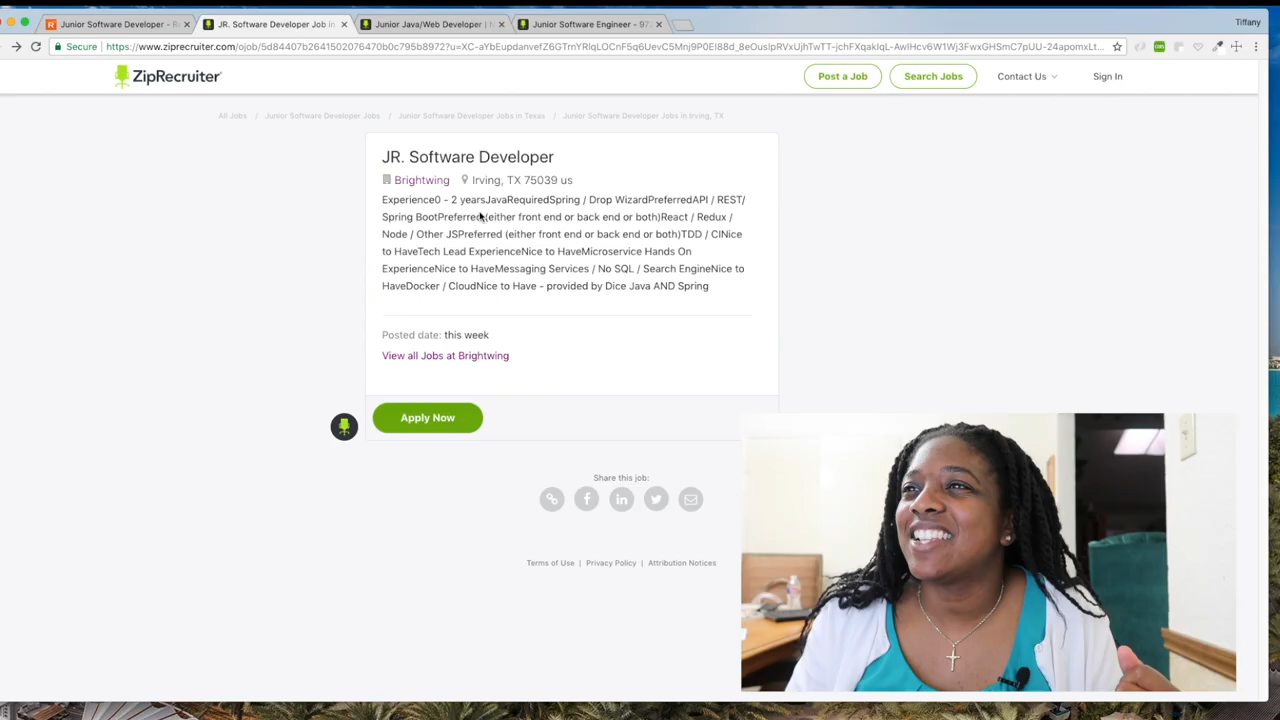 Junior Software Developer - R
JR. Software Developer Job in
Junior Java/Web Developer | N
Junior Software Engineer - 97
Tiffany
Secure
https://www.ziprecruiter.com/ojob/
ZipRecruiter
Post a Job
Search Jobs
Contact Us
Sign In
All Jobs / Junior Software Developer Jobs / Junior Software Developer Jobs in Texas / Junior Software Developer Jobs in Irving, TX
JR. Software Developer
Brightwing Irving, TX 75039 us
Experience0 - 2 yearsJavaRequiredSpring / Drop WizardPreferredAPI / REST/
Spring BootPreferred(either front end or back end or both)React / Redux /
Node / Other JSPreferred (either front end or back end or both)TDD / CINice
to HaveTech Lead ExperienceNice to HaveMicroservice Hands On
ExperienceNice to HaveMessaging Services / No SQL / Search EngineNice to
HaveDocker / CloudNice to Have - provided by Dice Java AND Spring
Posted date: this week
View all Jobs at Brightwing
Apply Now
Share this job:
Terms of Use | Privacy Policy | Attribution Notices